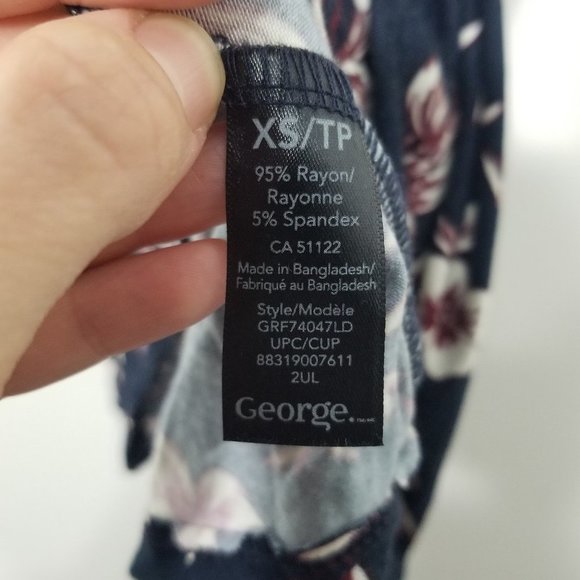 XS/TP
95% Rayon/
Rayonne
5% Spandex
CA 51122
Made in Bangladesh/
Fabriqué au Bangladesh
Style/Modèle
GRF74047LD
UPC/CUP
88319007611
2UL
George.